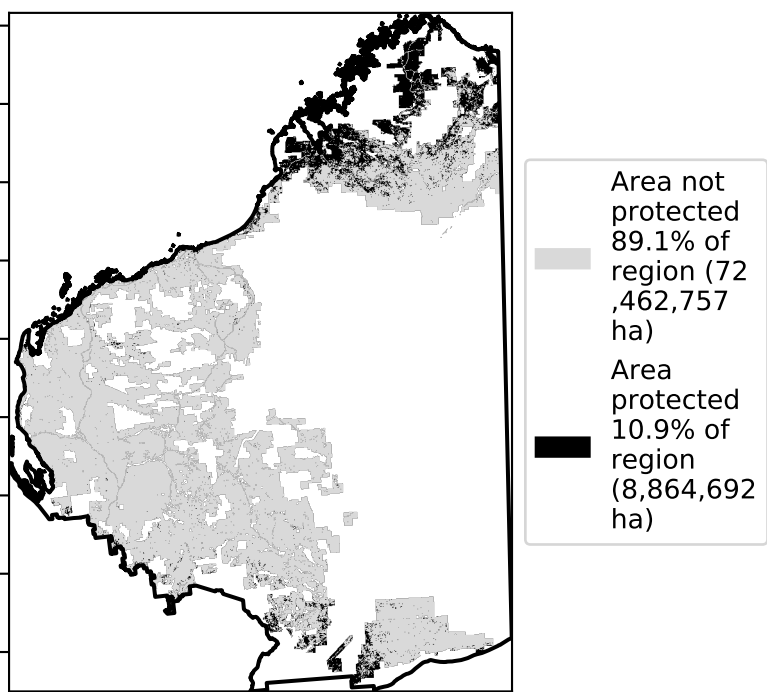 Area not
protected
89.1% of
region (72
,462,757
ha)
Area
protected
10.9% of
region
(8,864,692
ha)